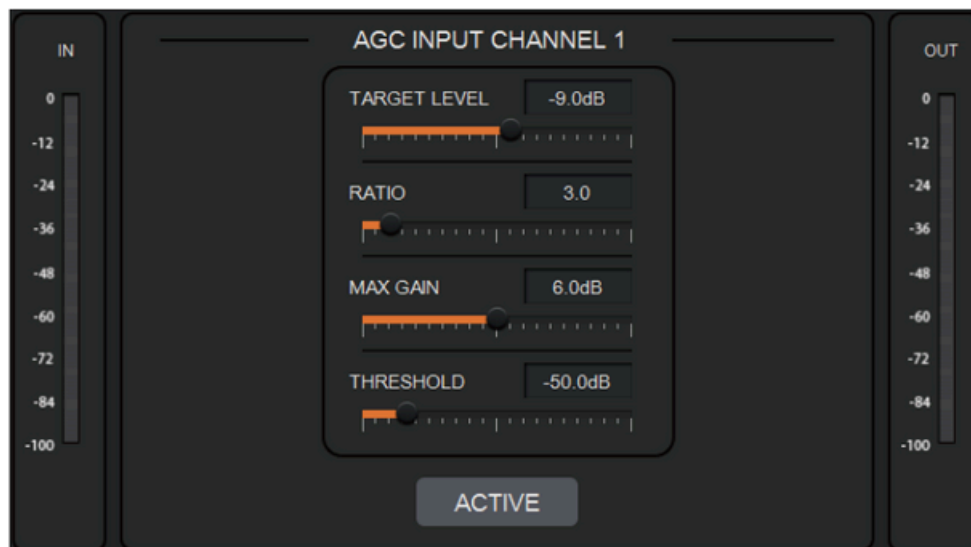 IN
0
-12
-24
-36
-48
-60
-72
-84
-100
AGC INPUT CHANNEL 1
TARGET LEVEL -9.0dB
RATIO 3.0
MAX GAIN 6.0dB
THRESHOLD -50.0dB
ACTIVE
OUT
0
-12
-24
-36
-48
-60
-72
-84
-100